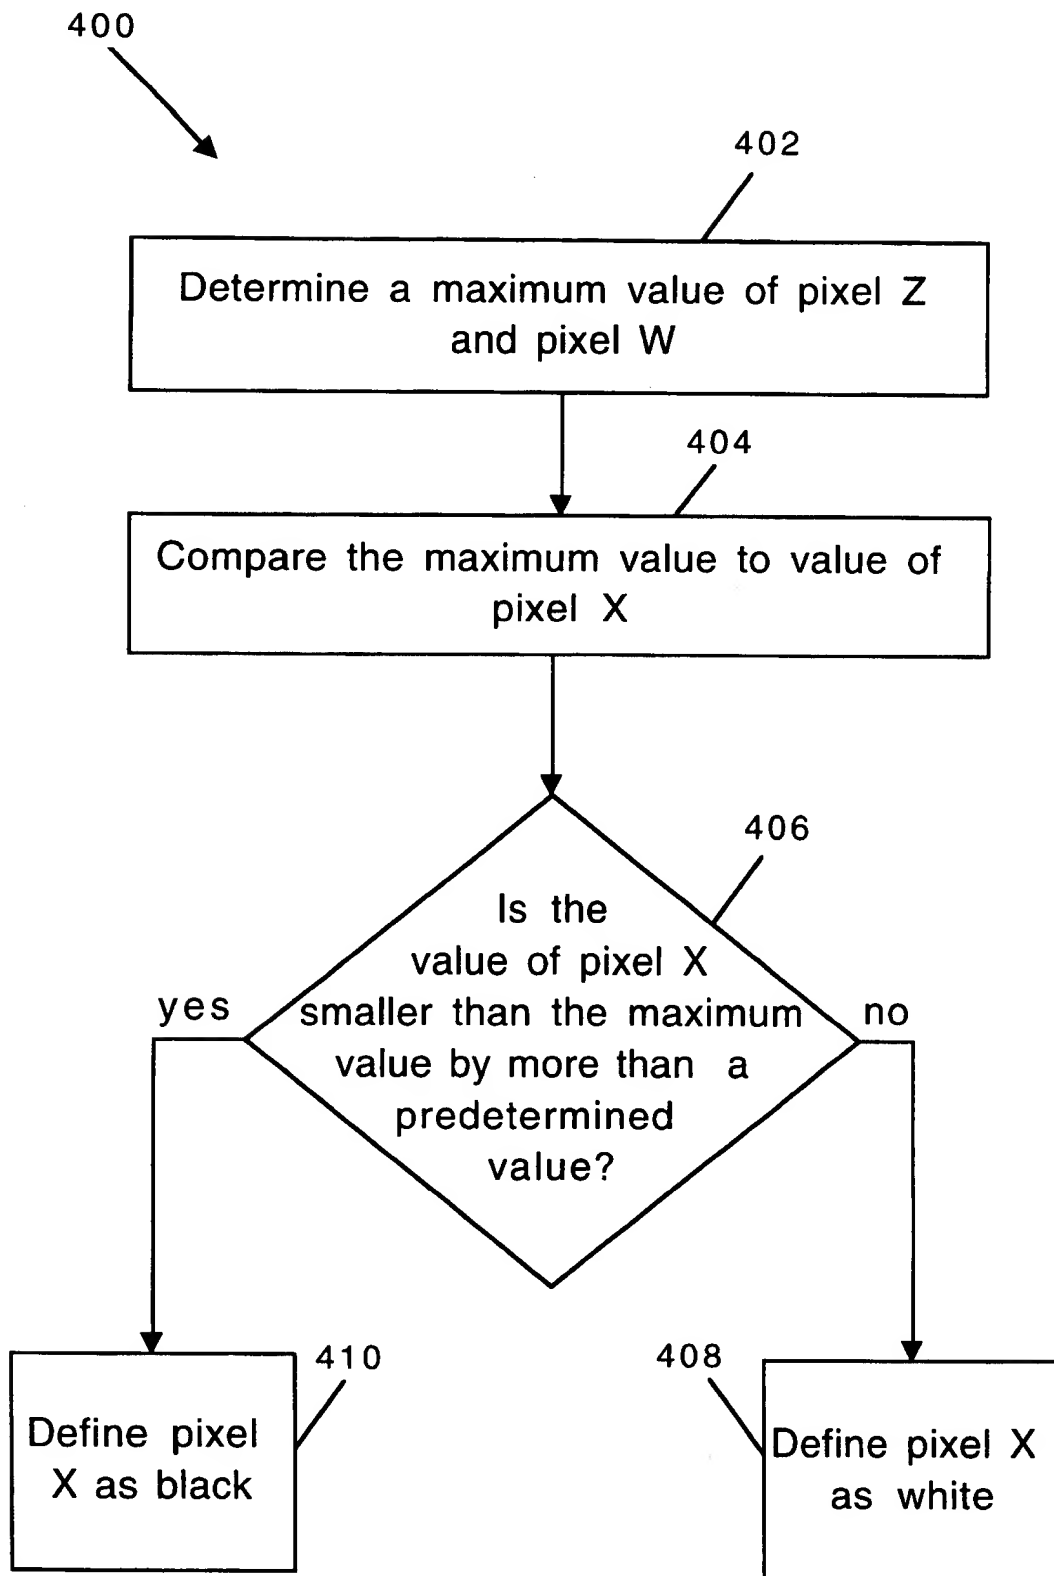 400
402
Determine a maximum value of pixel Z
and pixel W
404
Compare the maximum value to value of
pixel X
406
Is the
value of pixel X
smaller than the maximum
value by more than a
predetermined
value?
yes
no
410
Define pixel
X as black
408
Define pixel X
as white